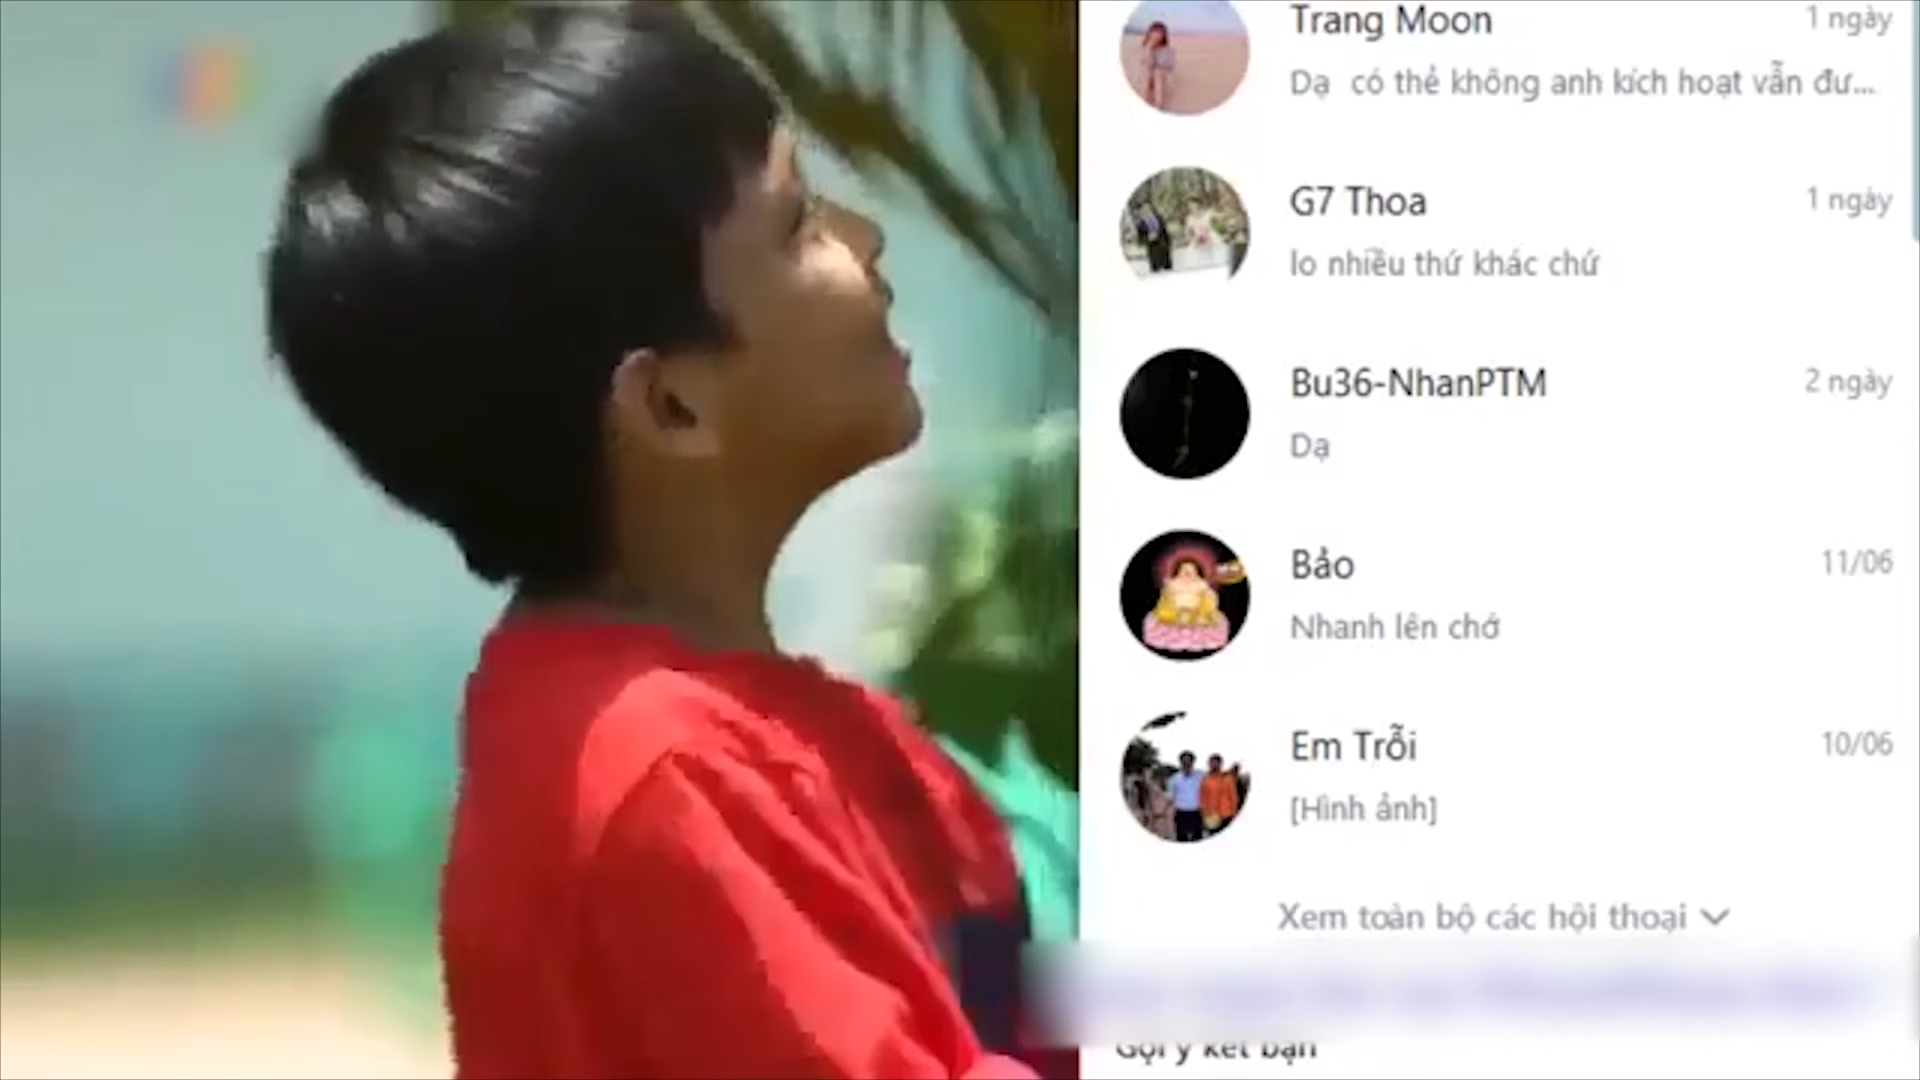 Trang Moon
1 ngày
Dạ có thẻ không anh kích hoạt vẫn đư...
G7 Thoa
1 ngày
lo nhiều thứ khác chứ
Bu36-NhanPTM
2 ngày
Dạ
Bảo
11/06
Nhanh lên chớ
Em Trỗi
10/06
[Hình ảnh]
Xem toàn bộ các hội thoại
Gợi ý kết bạn